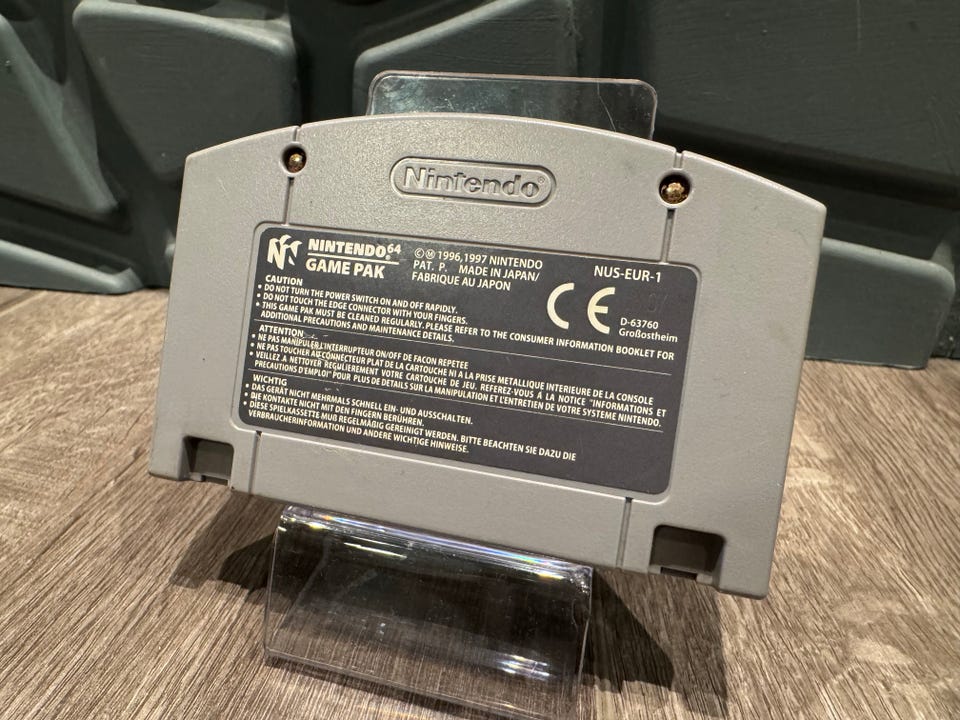 Nintendo®
NINTENDO®64
GAME PAK
©Ⓜ 1996,1997 NINTENDO
PAT. P. MADE IN JAPAN/
FABRIQUE AU JAPON
NUS-EUR-1
07
CE
D-63760
Großostheim
CAUTION
• DO NOT TURN THE POWER SWITCH ON AND OFF RAPIDLY.
• DO NOT TOUCH THE EDGE CONNECTOR WITH YOUR FINGERS.
• THIS GAME PAK MUST BE CLEANED REGULARLY. PLEASE REFER TO THE CONSUMER INFORMATION BOOKLET FOR
ADDITIONAL PRECAUTIONS AND MAINTENANCE DETAILS.
ATTENTION
• NE PAS MANIPULER L'INTERRUPTEUR ON/OFF DE FACON REPETEE
• NE PAS TOUCHER AU CONNECTEUR PLAT DE LA CARTOUCHE NI A LA PRISE METALLIQUE INTERIEURE DE LA CONSOLE
• VEILLEZ A NETTOYER REGULIEREMENT VOTRE CARTOUCHE DE JEU. REFEREZ-VOUS A LA NOTICE "INFORMATIONS ET
PRECAUTIONS D'EMPLOI" POUR PLUS DE DETAILS SUR LA MANIPULATION ET L'ENTRETIEN DE VOTRE SYSTEME NINTENDO.
WICHTIG
• DAS GERÄT NICHT MEHRMALS SCHNELL EIN- UND AUSSCHALTEN.
• DIE KONTAKTE NICHT MIT DEN FINGERN BERÜHREN.
• DIESE SPIELKASSETTE MUß REGELMÄßIG GEREINIGT WERDEN. BITTE BEACHTEN SIE DAZU DIE
VERBRAUCHERINFORMATION UND ANDERE WICHTIGE HINWEISE.